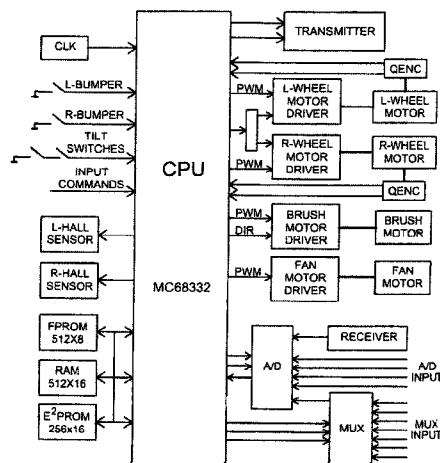 CLK
L-BUMPER
R-BUMPER
TILT
SWITCHES
INPUT
COMMANDS
L-HALL
SENSOR
R-HALL
SENSOR
FPROM
512X8
RAM
512X16
E²PROM
256x16
CPU
MC68332
TRANSMITTER
QENC
PWM
L-WHEEL
MOTOR
DRIVER
L-WHEEL
MOTOR
R-WHEEL
MOTOR
DRIVER
R-WHEEL
MOTOR
PWM
QENC
PWM
DIR
BRUSH
MOTOR
DRIVER
BRUSH
MOTOR
PWM
FAN
MOTOR
DRIVER
FAN
MOTOR
RECEIVER
A/D
A/D
INPUT
MUX
MUX
INPUT